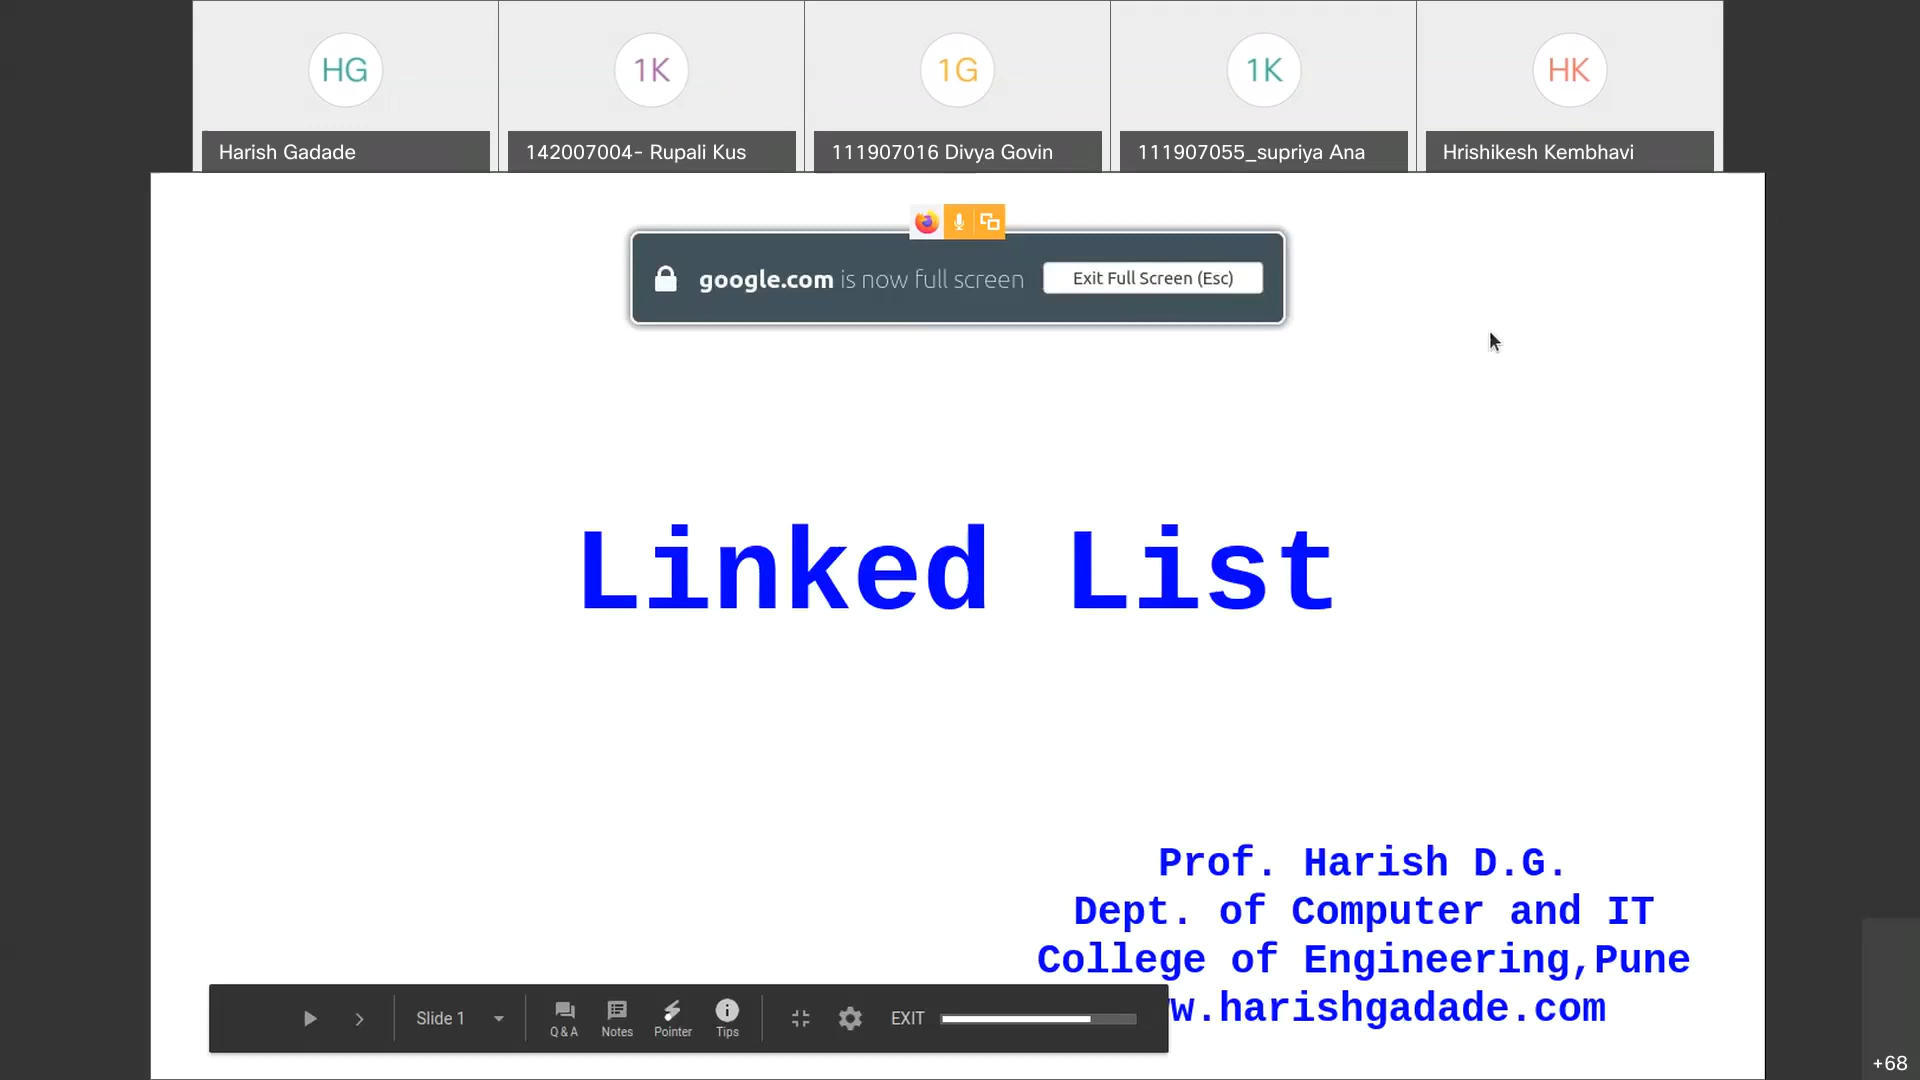 HG
1K
1G
1K
HK
Harish Gadade
142007004- Rupali Kus
111907016 Divya Govin
111907055_supriya Ana
Hrishikesh Kembhavi
google.com is now full screen
Exit Full Screen (Esc)
Linked List
Prof. Harish D.G.
Dept. of Computer and IT
College of Engineering,Pune
w.harishgadade.com
Slide 1
Q & A
Notes
Pointer
Tips
EXIT
+68